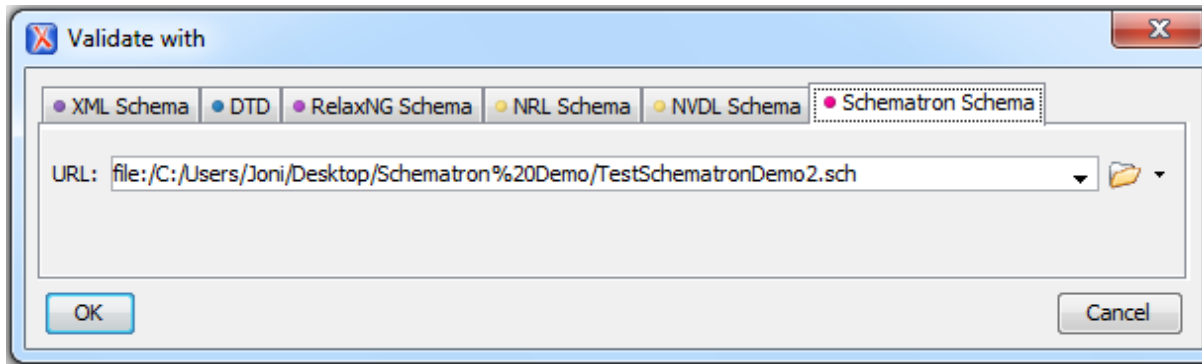 Validate with
XML Schema DTD RelaxNG Schema NRL Schema NVDL Schema Schematron Schema
URL: file:/C:/Users/Joni/Desktop/Schematron%20Demo/TestSchematronDemo2.sch
OK Cancel